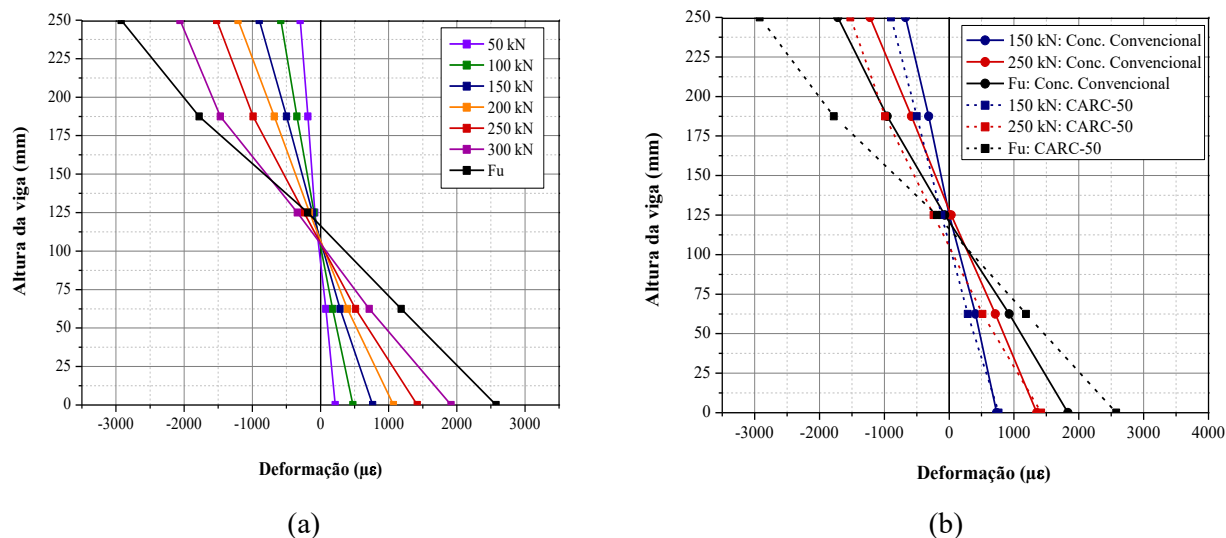 250
225
200
175
150
125
100
75
50
25
0
Altura da viga (mm)
-3000
-2000
-1000
0
1000
2000
3000
Deformação (µε)
50 kN
100 kN
150 kN
200 kN
250 kN
300 kN
Fu
(a)
250
225
200
175
150
125
100
75
50
25
0
Altura da viga (mm)
-3000
-2000
-1000
0
1000
2000
3000
4000
Deformação (µε)
150 kN: Conc. Convencional
250 kN: Conc. Convencional
Fu: Conc. Convencional
150 kN: CARC-50
250 kN: CARC-50
Fu: CARC-50
(b)